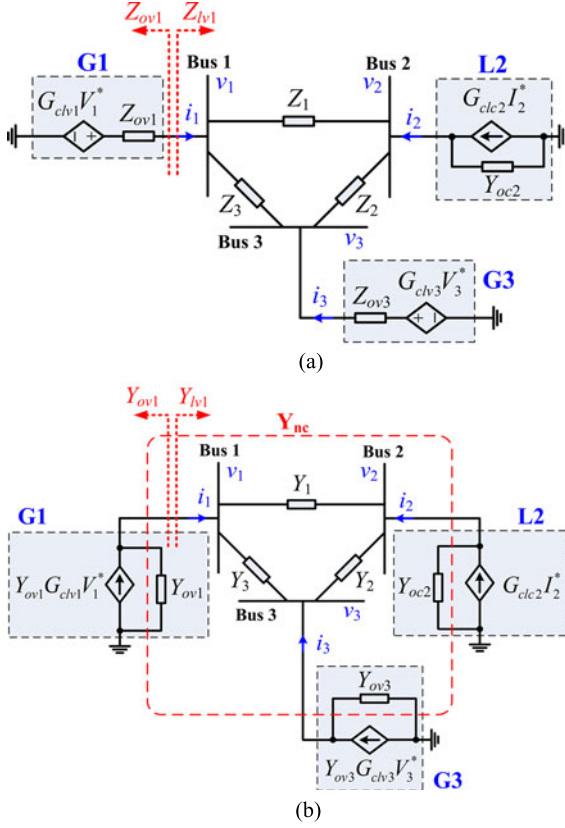 Z_{ov1} Z_{lv1}
G1
Bus 1
Bus 2
L2
G_{clv1}V_1^*
Z_{ov1}
i_1
v_1
Z_1
v_2
i_2
G_{clc2}I_2^*
Y_{oc2}
Z_3
Z_2
Bus 3
v_3
G_{clv3}V_3^*
G3
i_3
Z_{ov3}
(a)
Y_{ov1} Y_{lv1}
Y_{nc}
Bus 1
Bus 2
v_1
v_2
G1
i_1
Y_1
i_2
L2
Y_{ov1}G_{clv1}V_1^*
Y_{ov1}
Y_3
Y_2
Y_{oc2}
G_{clc2}I_2^*
Bus 3
v_3
i_3
Y_{ov3}
Y_{ov3}G_{clv3}V_3^*
G3
(b)